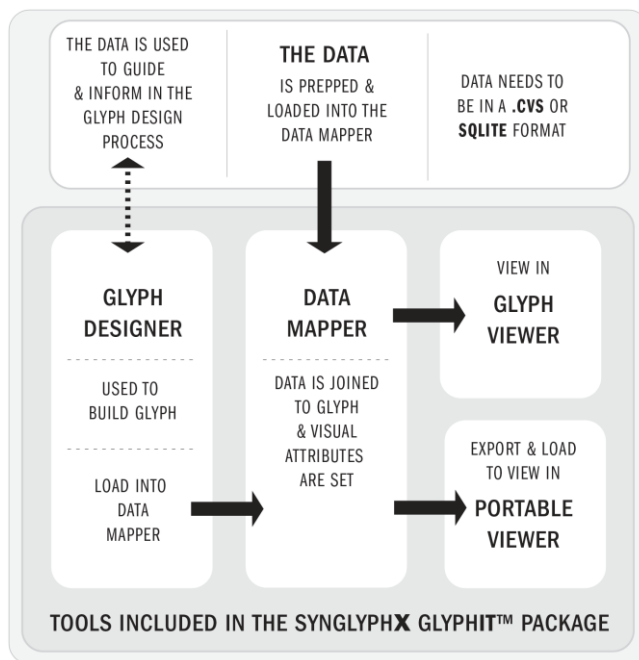 THE DATA IS USED
TO GUIDE
& INFORM IN THE
GLYPH DESIGN
PROCESS
THE DATA
IS PREPPED &
LOADED INTO THE
DATA MAPPER
DATA NEEDS TO
BE IN A .CVS OR
SQLITE FORMAT
GLYPH
DESIGNER
USED TO
BUILD GLYPH
LOAD INTO
DATA
MAPPER
DATA
MAPPER
DATA IS JOINED
TO GLYPH
& VISUAL
ATTRIBUTES
ARE SET
VIEW IN
GLYPH
VIEWER
EXPORT & LOAD
TO VIEW IN
PORTABLE
VIEWER
TOOLS INCLUDED IN THE SYNGLYPHX GLYPHIT™ PACKAGE